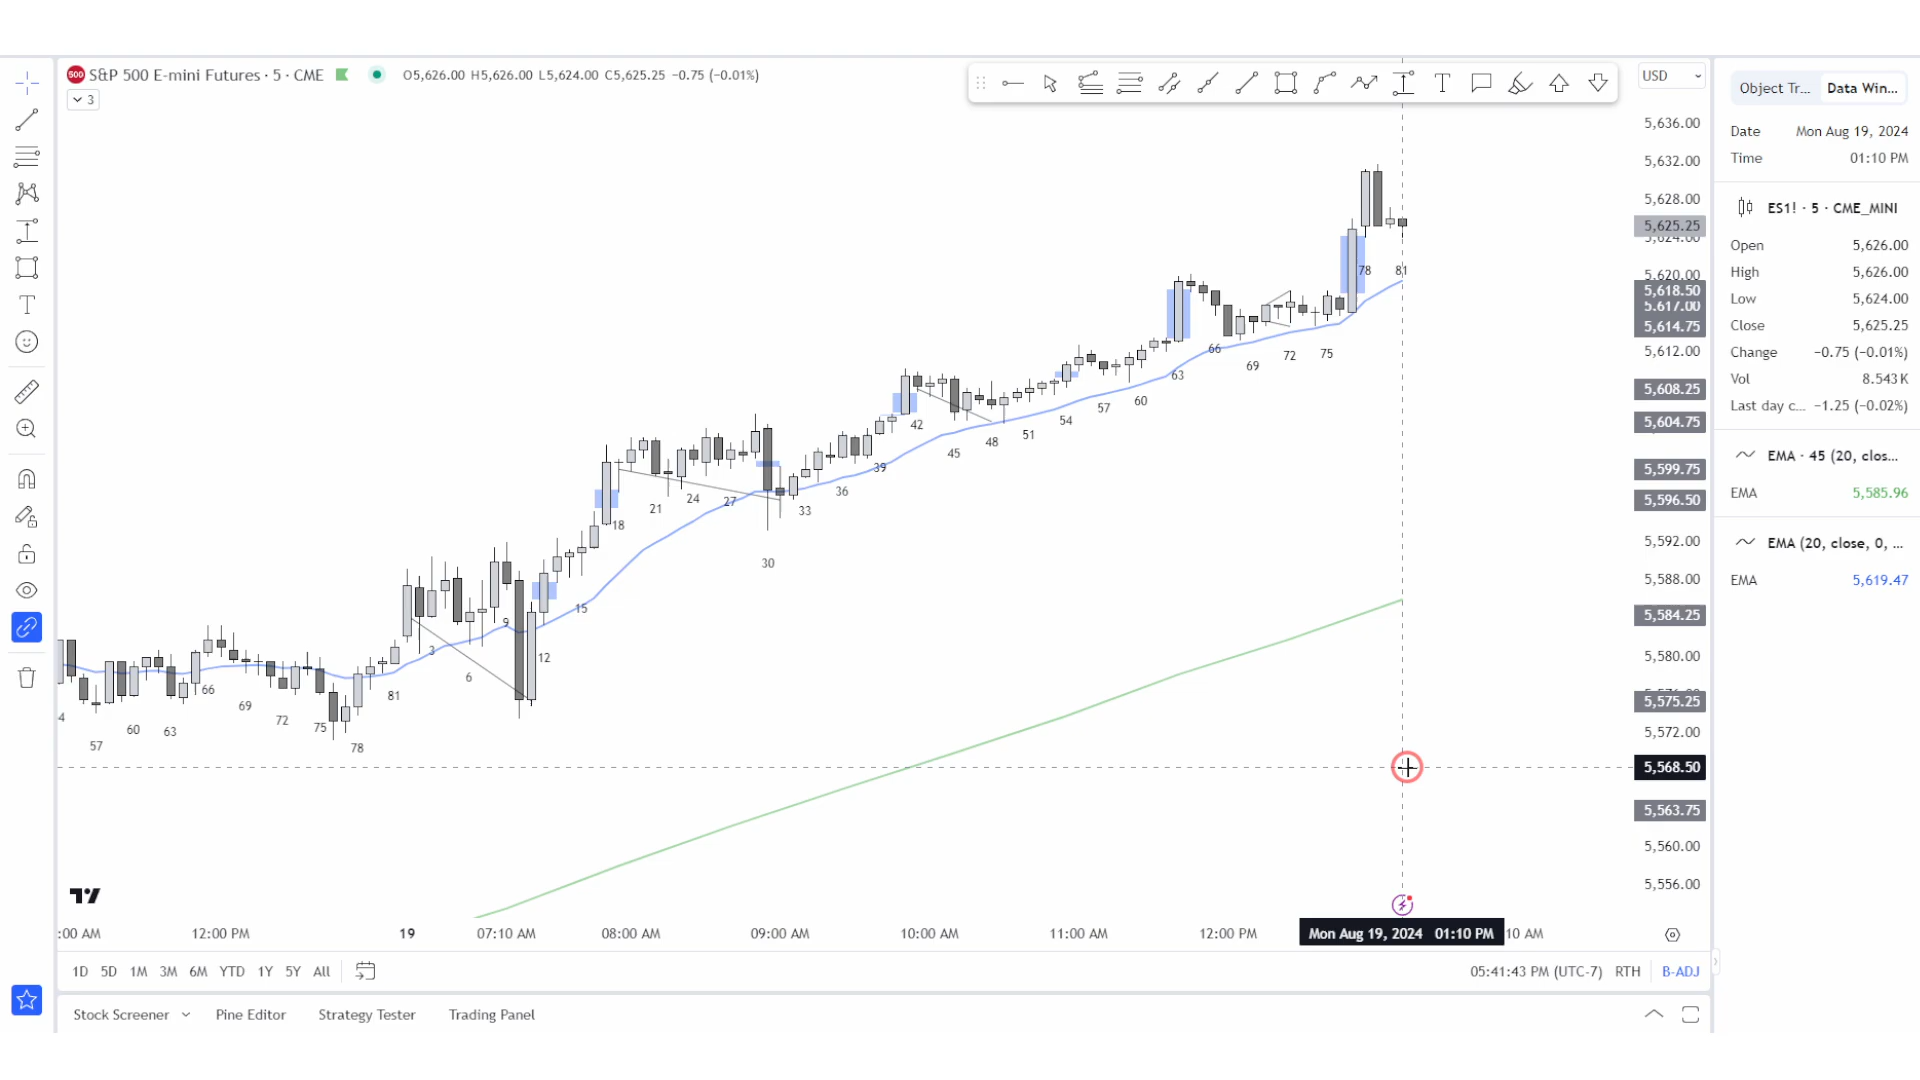 500 S&P 500 E-mini Futures · 5 · CME O5,626.00 H5,626.00 L5,624.00 C5,625.25 −0.75 (−0.01%)
3
USD
5,636.00
5,632.00
5,628.00
5,625.25
5,624.00
5,620.00
5,618.50
5,617.00
5,614.75
5,612.00
5,608.25
5,604.75
5,599.75
5,596.50
5,592.00
5,588.00
5,584.25
5,580.00
5,575.25
5,572.00
5,568.50
5,563.75
5,560.00
5,556.00
4 57 60 63 66 69 72 75 78 81
3 6 9 12 15 18 21 24 27 30 33 36 39 42 45 48 51 54 57 60 63 66 69 72 75 78 81
:00 AM 12:00 PM 19 07:10 AM 08:00 AM 09:00 AM 10:00 AM 11:00 AM 12:00 PM Mon Aug 19, 2024 01:10 PM 10 AM
1D 5D 1M 3M 6M YTD 1Y 5Y All 05:41:43 PM (UTC-7) RTH B-ADJ
Stock Screener Pine Editor Strategy Tester Trading Panel
Object Tr... Data Win...
Date Mon Aug 19, 2024
Time 01:10 PM
ES1! · 5 · CME_MINI
Open 5,626.00
High 5,626.00
Low 5,624.00
Close 5,625.25
Change −0.75 (−0.01%)
Vol 8.543 K
Last day c... −1.25 (−0.02%)
EMA · 45 (20, clos...
EMA 5,585.96
EMA (20, close, 0, ...
EMA 5,619.47